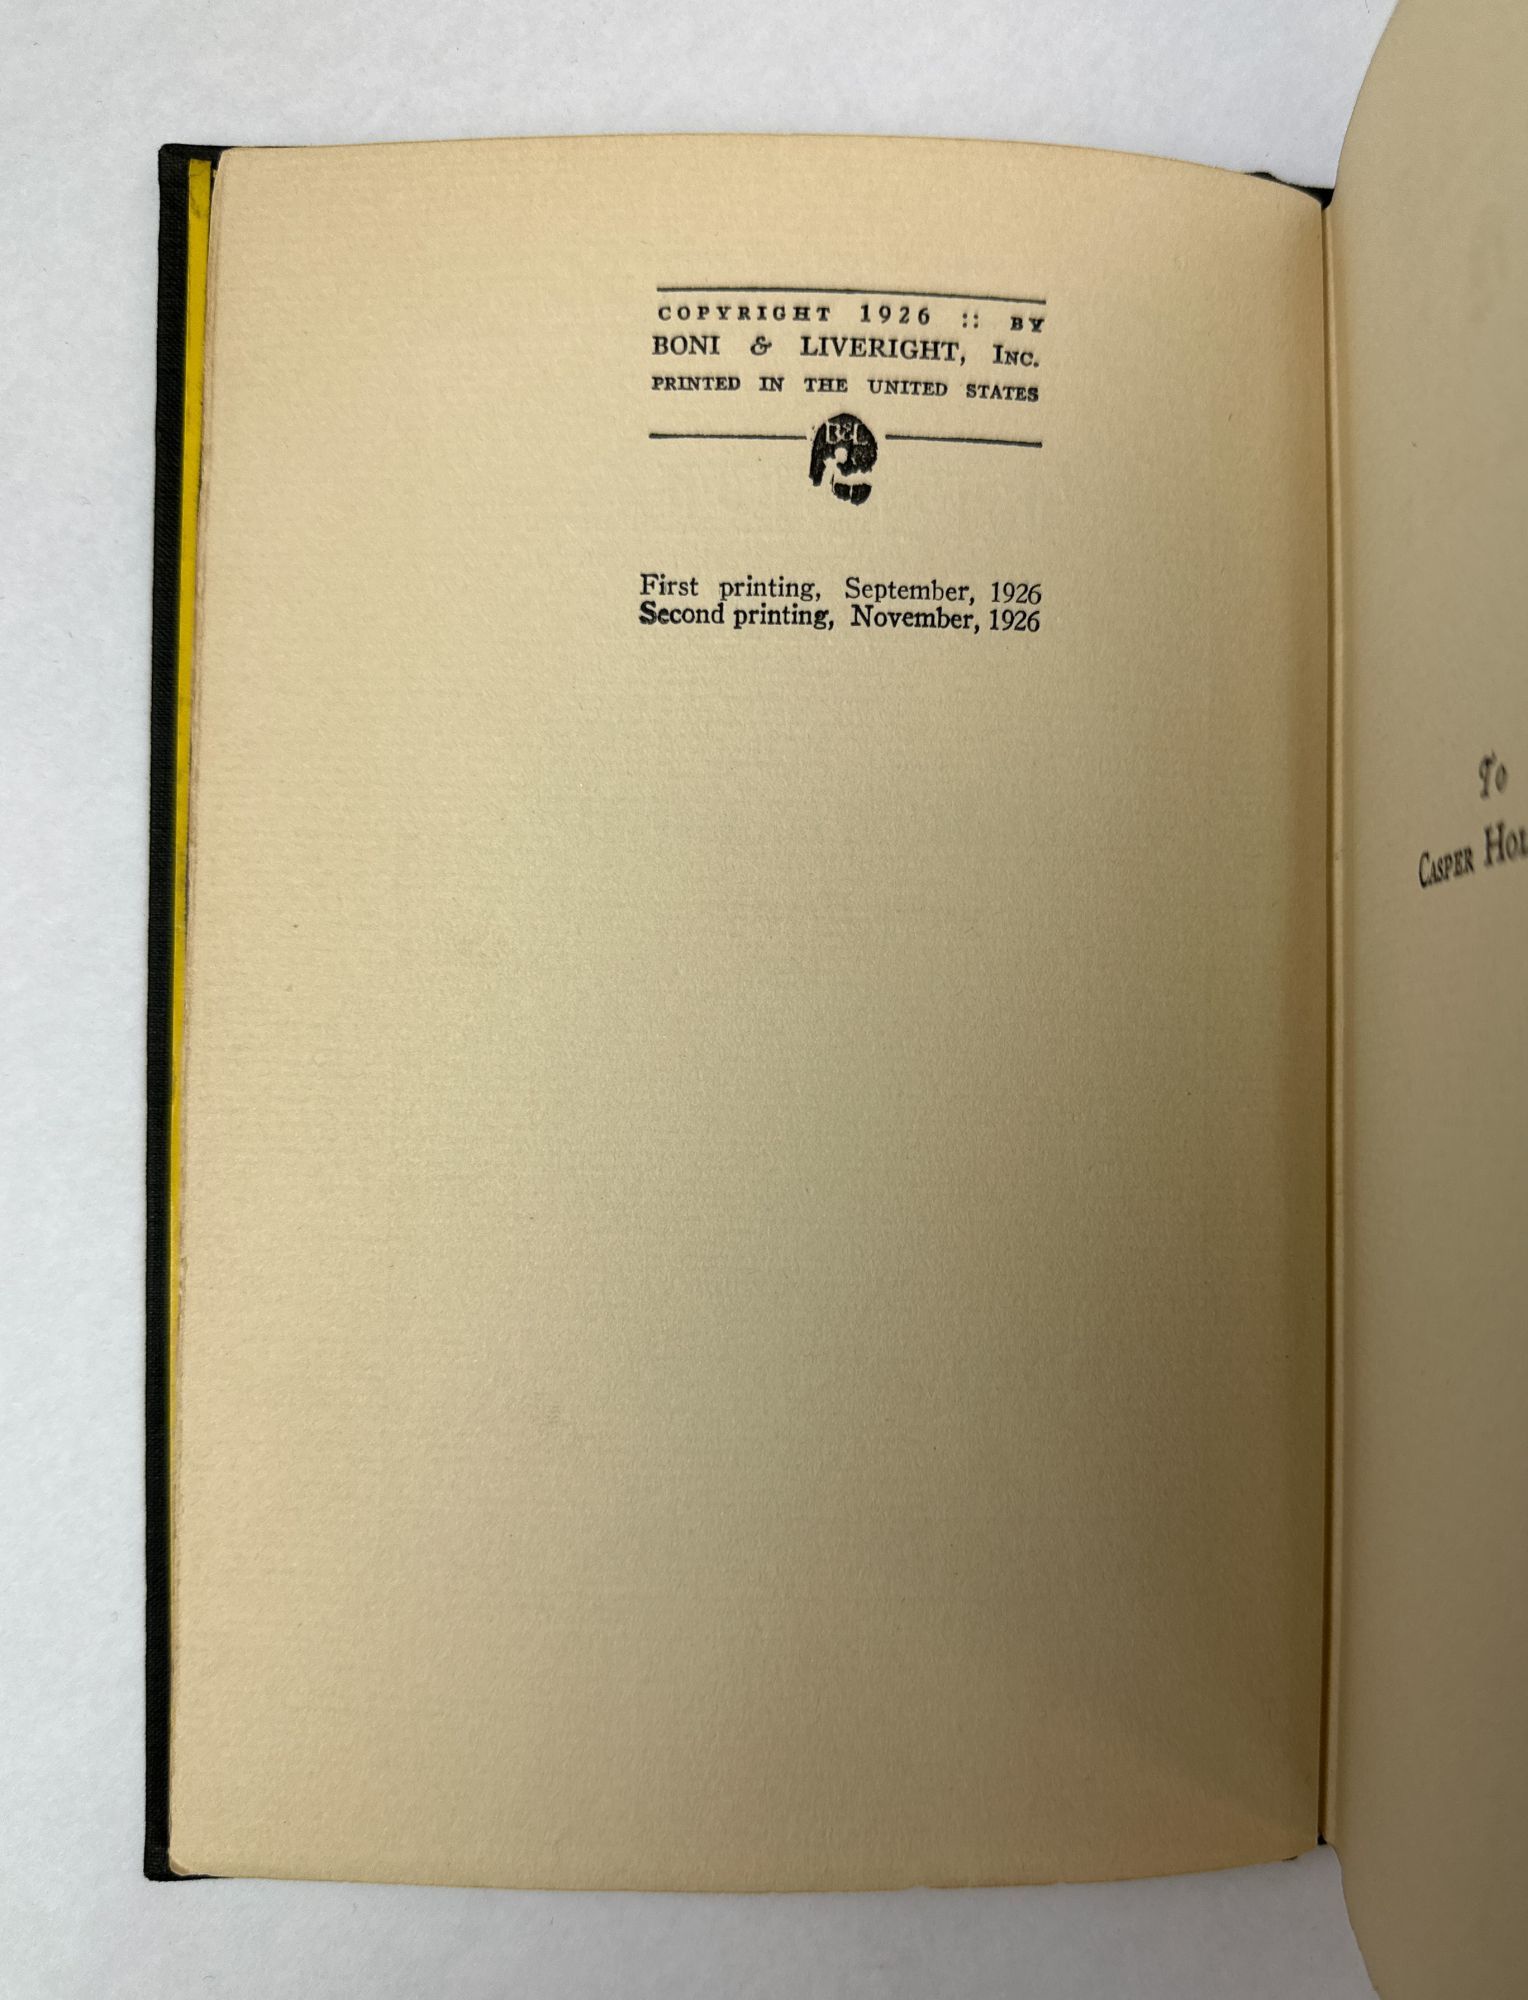 COPYRIGHT 1926 :: BY
BONI & LIVERIGHT, INC.
PRINTED IN THE UNITED STATES
B&L
First printing, September, 1926
Second printing, November, 1926
To
CASPER